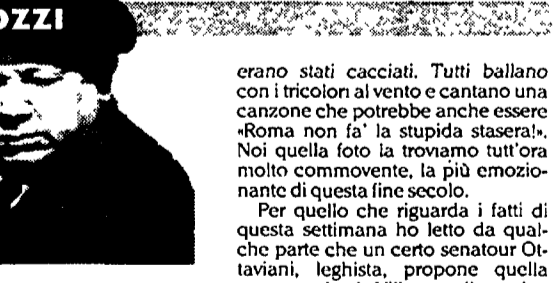 OZZI
erano stati cacciati. Tutti ballano
con i tricolori al vento e cantano una
canzone che potrebbe anche essere
«Roma non fa' la stupida stasera!».
Noi quella foto la troviamo tutt'ora
molto commovente, la più emozio-
nante di questa fine secolo.
Per quello che riguarda i fatti di
questa settimana ho letto da qual-
che parte che un certo senatour Ot-
taviani, leghista, propone quella